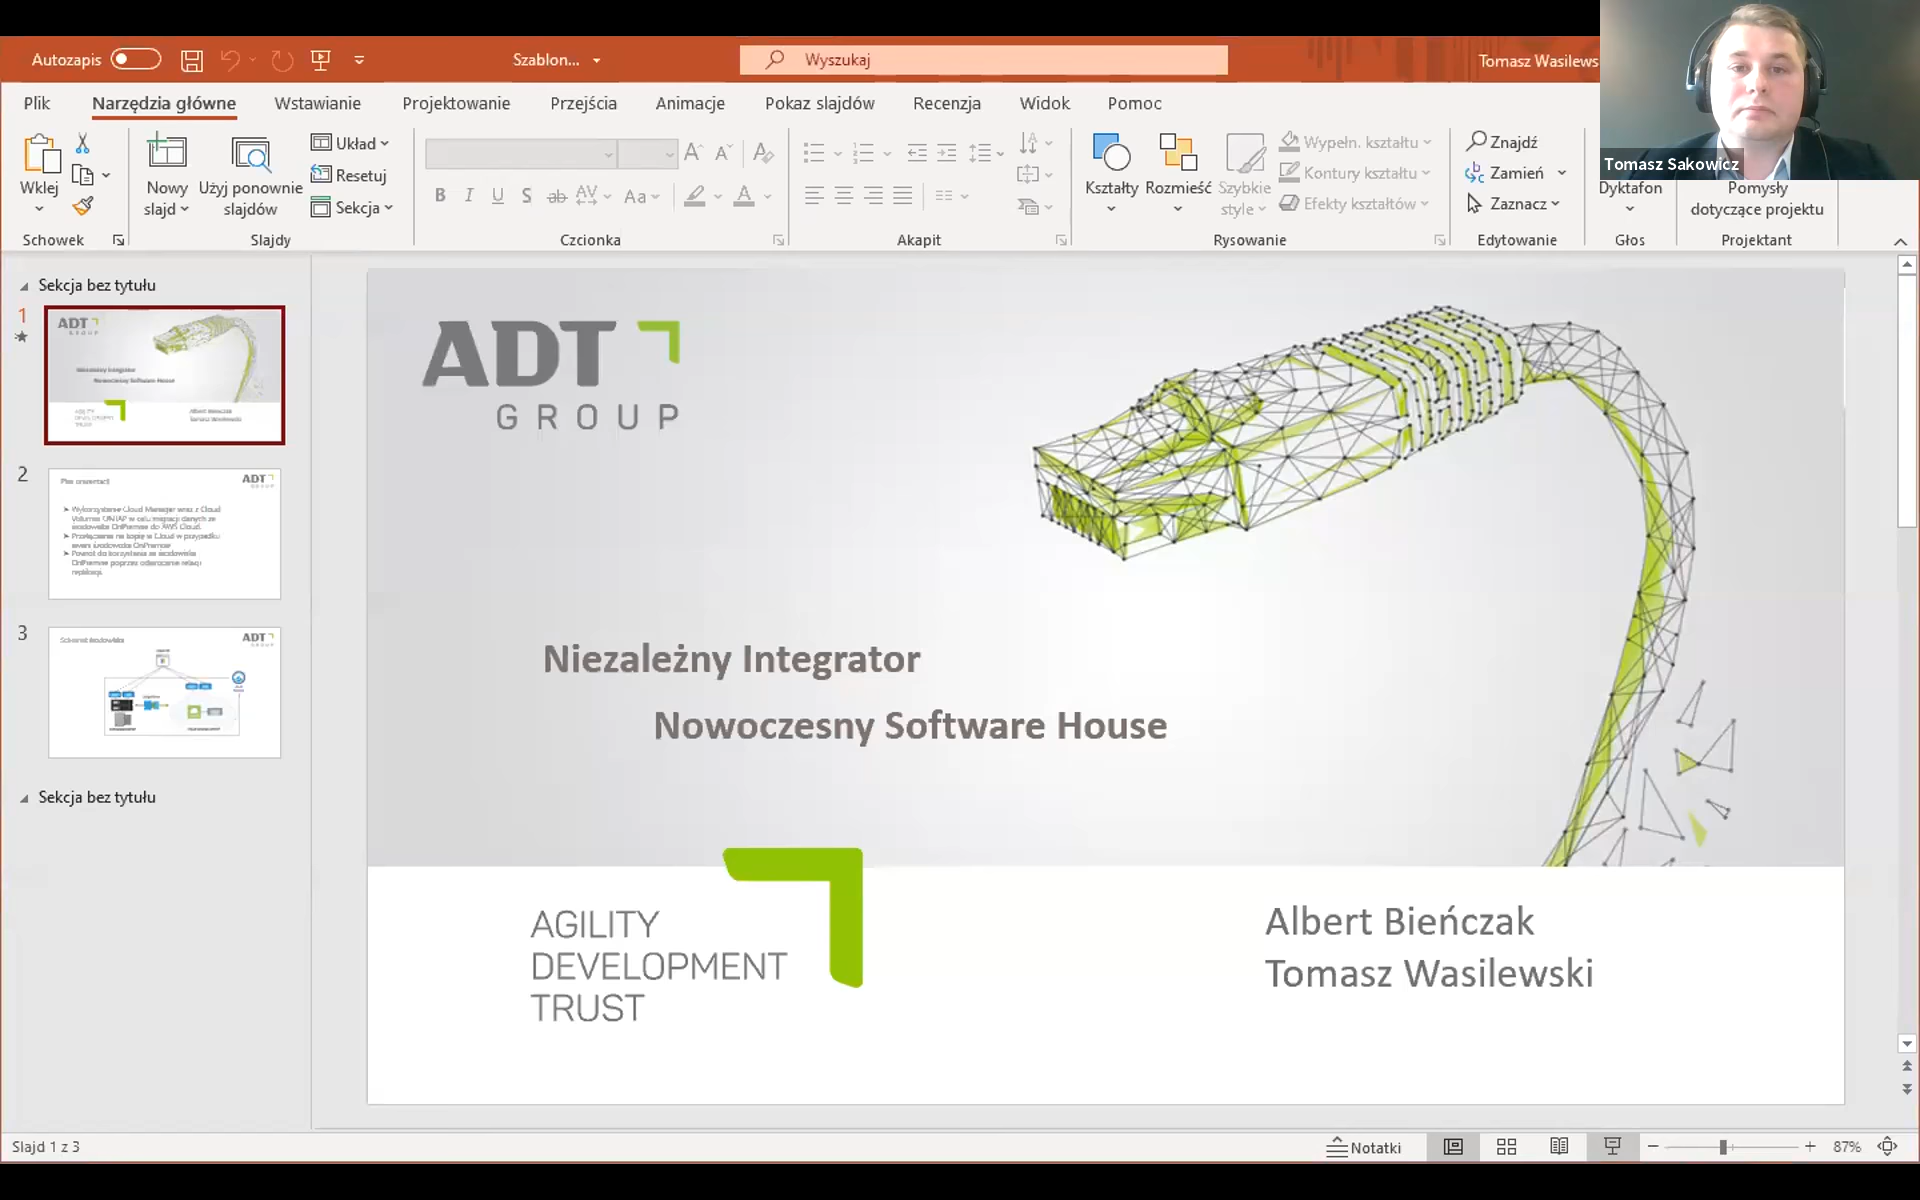 Autozapis
Szablon...
Wyszukaj
Tomasz Wasilews
Plik
Narzędzia główne
Wstawianie
Projektowanie
Przejścia
Animacje
Pokaz slajdów
Recenzja
Widok
Pomoc
Wklej
Nowy slajd
Użyj ponownie slajdów
Układ
Resetuj
Sekcja
Aa
Wypełn. kształtu
Kontury kształtu
Efekty kształtów
Kształty
Rozmieść
Szybkie style
Znajdź
Zamień
Zaznacz
Dyktafon
Pomysły dotyczące projektu
Tomasz Sakowicz
Schowek
Slajdy
Czcionka
Akapit
Rysowanie
Edytowanie
Głos
Projektant
Sekcja bez tytułu
1
2
3
Sekcja bez tytułu
ADT
GROUP
Niezależny Integrator
Nowoczesny Software House
AGILITY
DEVELOPMENT
TRUST
Albert Bieńczak
Tomasz Wasilewski
Slajd 1 z 3
Notatki
87%